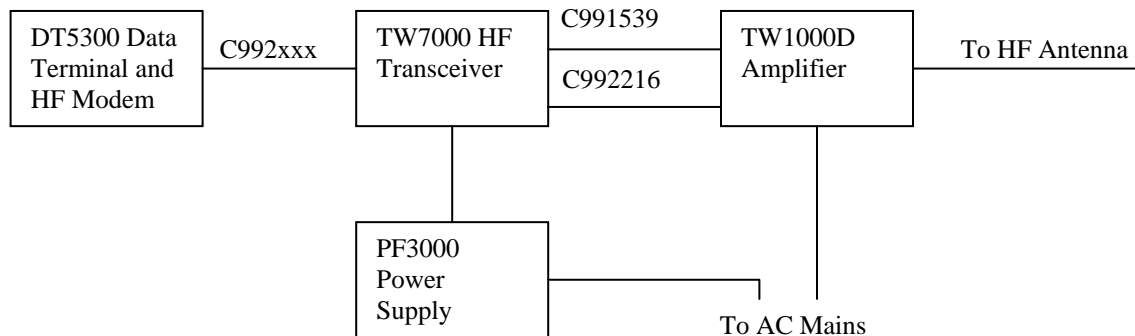 DT5300 Data
Terminal and
HF Modem
C992xxx
TW7000 HF
Transceiver
C991539
C992216
TW1000D
Amplifier
To HF Antenna
PF3000
Power
Supply
To AC Mains